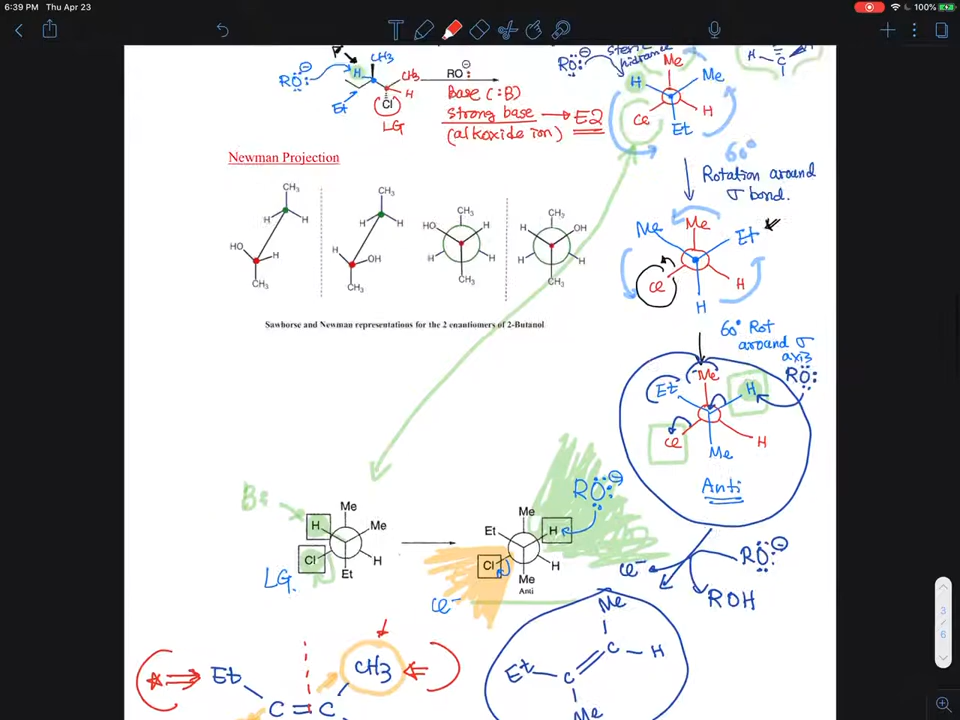 6:39 PM Thu Apr 23
100%
T
CH3
RO:⊖
H
CH3
H
Et
Cl
LG
RO:⊖
Base (:B)
strong base → E2
(alkoxide ion)
RO:⊖
steric
hindrance
Me
H
Me
Cl
H
Et
H
C
H
60°
Rotation around
σ bond.
Newman Projection
CH3
H
H
HO
H
CH3
CH3
H
H
H
OH
CH3
CH3
HO
H
H
H
CH3
CH3
H
OH
H
H
CH3
Sawhorse and Newman representations for the 2 enantiomers of 2-Butanol
Me
Me
Et
Cl
H
H
60° Rot
around σ
axis
RO:
Me
Et
H
Cl
H
Me
Anti
Me
H
Me
Cl
H
Et
LG.
RO:⊖
Me
Et
H
Cl
H
Me
Anti
Cl⁻
Cl⁻
RO:⊖
ROH
Me
Et
C
C
H
Me
Et
CH3
C = C
3
/
6